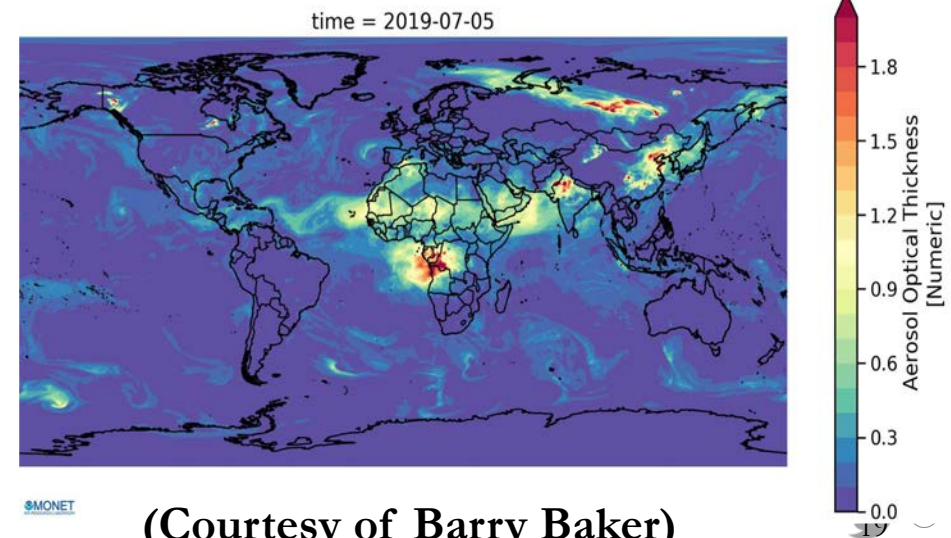 time = 2019-07-05
1.8
1.5
1.2
0.9
0.6
0.3
0.0
Aerosol Optical Thickness
[Numeric]
MONET
(Courtesy of Barry Baker)
19